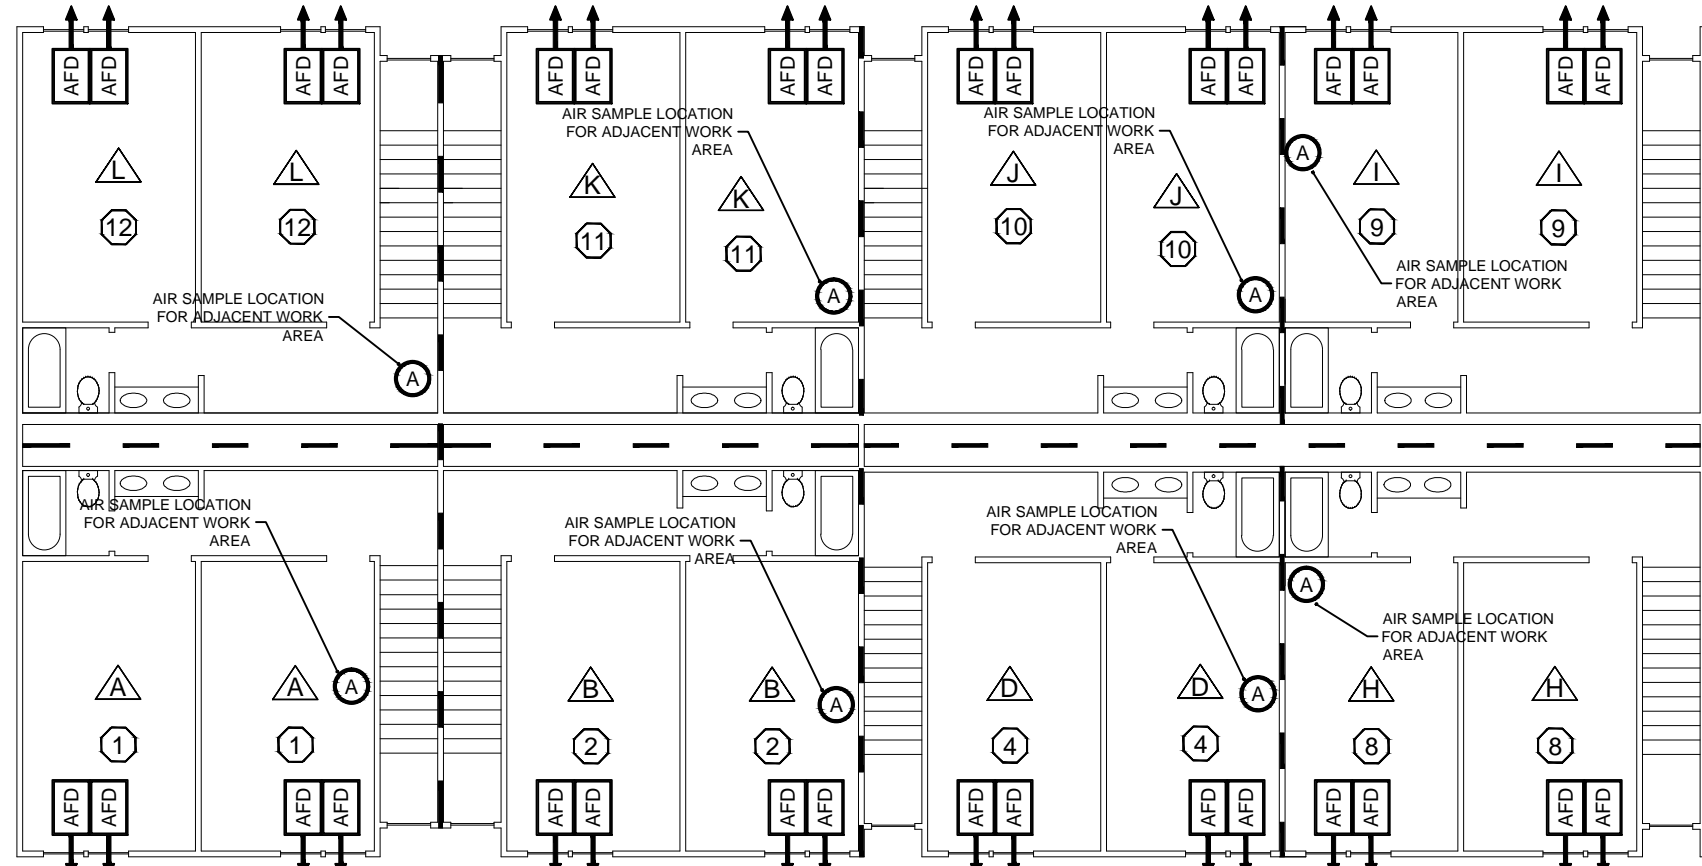 AFD AFD AFD AFD AFD AFD AFD AFD AFD AFD AFD AFD AFD AFD AFD AFD
AIR SAMPLE LOCATION
FOR ADJACENT WORK
AREA
AIR SAMPLE LOCATION
FOR ADJACENT WORK
AREA
L L K K J J A I I
12 12 11 11 10 10 9 9
AIR SAMPLE LOCATION
FOR ADJACENT WORK
AREA
A
A
AIR SAMPLE LOCATION
FOR ADJACENT WORK
AREA
A
AIR SAMPLE LOCATION
FOR ADJACENT WORK
AREA
AIR SAMPLE LOCATION
FOR ADJACENT WORK
AREA
AIR SAMPLE LOCATION
FOR ADJACENT WORK
AREA
A
AIR SAMPLE LOCATION
FOR ADJACENT WORK
AREA
A A A B B A D D A H H
1 1 2 2 4 4 8 8
AFD AFD AFD AFD AFD AFD AFD AFD AFD AFD AFD AFD AFD AFD AFD AFD